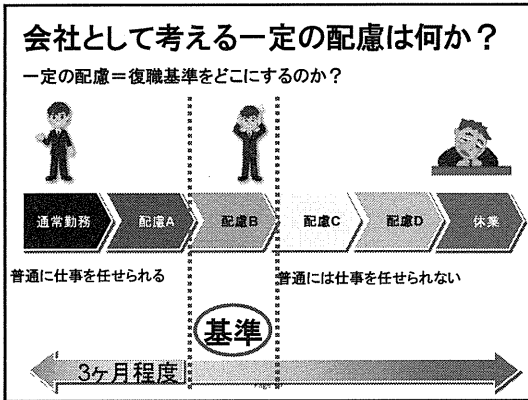 会社として考える一定の配慮は何か？
一定の配慮＝復職基準をどこにするのか？
通常勤務
配慮A
配慮B
配慮C
配慮D
休業
普通に仕事を任せられる
普通には仕事を任せられない
基準
3ヶ月程度